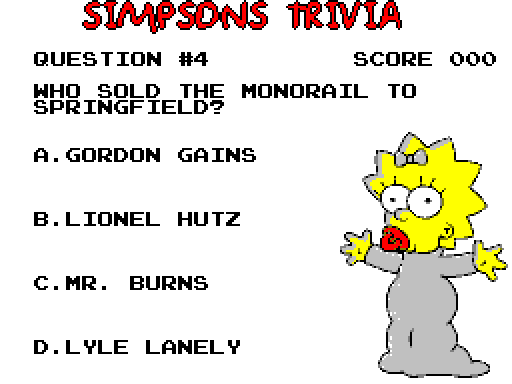 SIMPSONS TRIVIA
QUESTION #4 SCORE 000
WHO SOLD THE MONORAIL TO
SPRINGFIELD?
A.GORDON GAINS
B.LIONEL HUTZ
C.MR. BURNS
D.LYLE LANELY